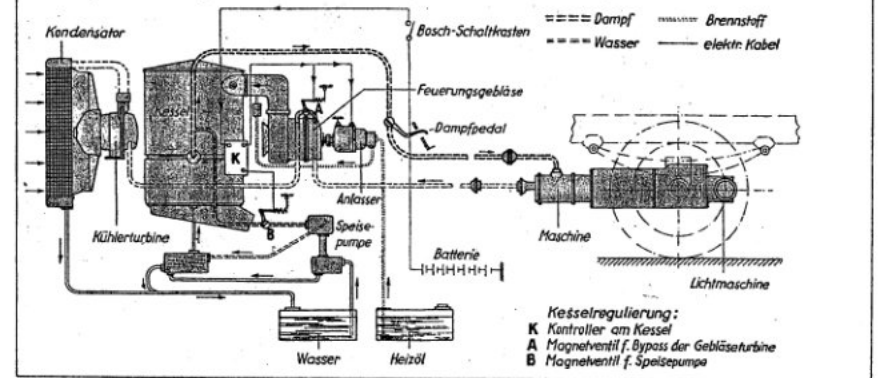 Kondensator
Bosch-Schaltkasten
Dampf
Brennstoff
Wasser
elektr. Kabel
Kessel
A
Feuerungsgebläse
Dampfpedal
K
Anlasser
B
Speise-
pumpe
Kühlerturbine
Maschine
Batterie
Lichtmaschine
Wasser
Heizöl
Kesselregulierung:
K Kontroller am Kessel
A Magnetventil f. Bypass der Gebläseturbine
B Magnetventil f. Speisepumpe